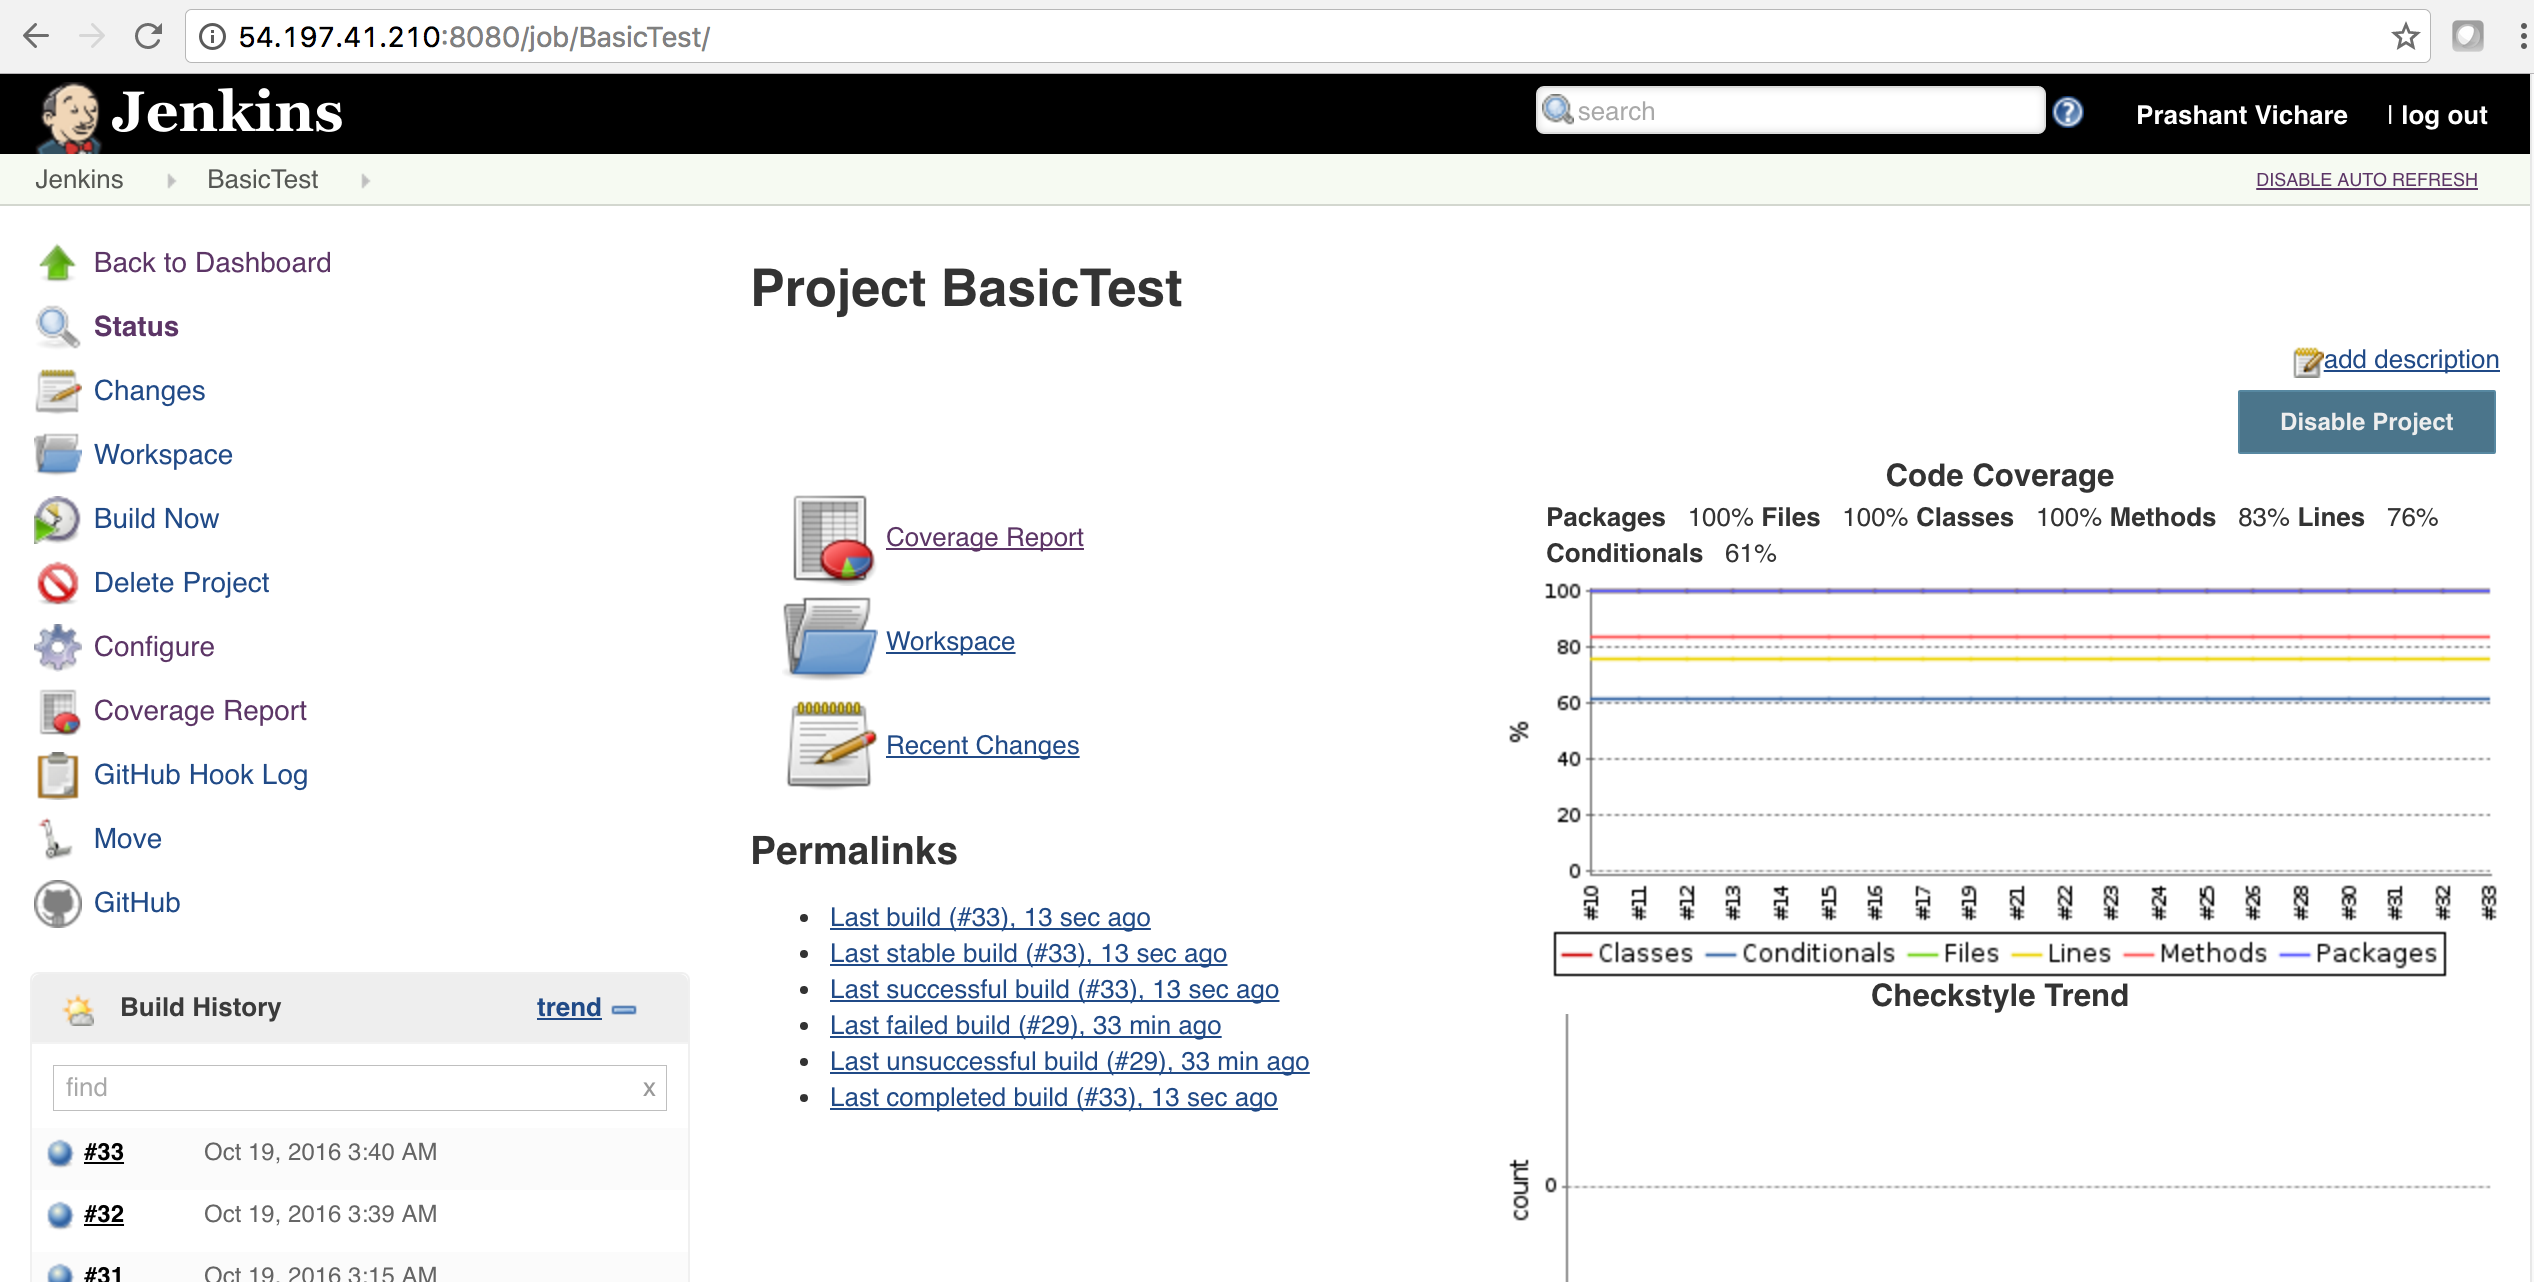 54.197.41.210:8080/job/BasicTest/
Jenkins
search
Prashant Vichare
| log out
Jenkins
BasicTest
DISABLE AUTO REFRESH
Back to Dashboard
Status
Changes
Workspace
Build Now
Delete Project
Configure
Coverage Report
GitHub Hook Log
Move
GitHub
Build History
trend
find
x
#33 Oct 19, 2016 3:40 AM
#32 Oct 19, 2016 3:39 AM
#31 Oct 19, 2016 3:15 AM
Project BasicTest
add description
Disable Project
Coverage Report
Workspace
Recent Changes
Permalinks
Last build (#33), 13 sec ago
Last stable build (#33), 13 sec ago
Last successful build (#33), 13 sec ago
Last failed build (#29), 33 min ago
Last unsuccessful build (#29), 33 min ago
Last completed build (#33), 13 sec ago
Code Coverage
Packages 100% Files 100% Classes 100% Methods 83% Lines 76%
Conditionals 61%
100
80
60
40
20
0
%
#10 #11 #12 #13 #14 #15 #16 #17 #19 #21 #22 #23 #24 #25 #26 #28 #30 #31 #32 #33
Classes Conditionals Files Lines Methods Packages
Checkstyle Trend
count
0